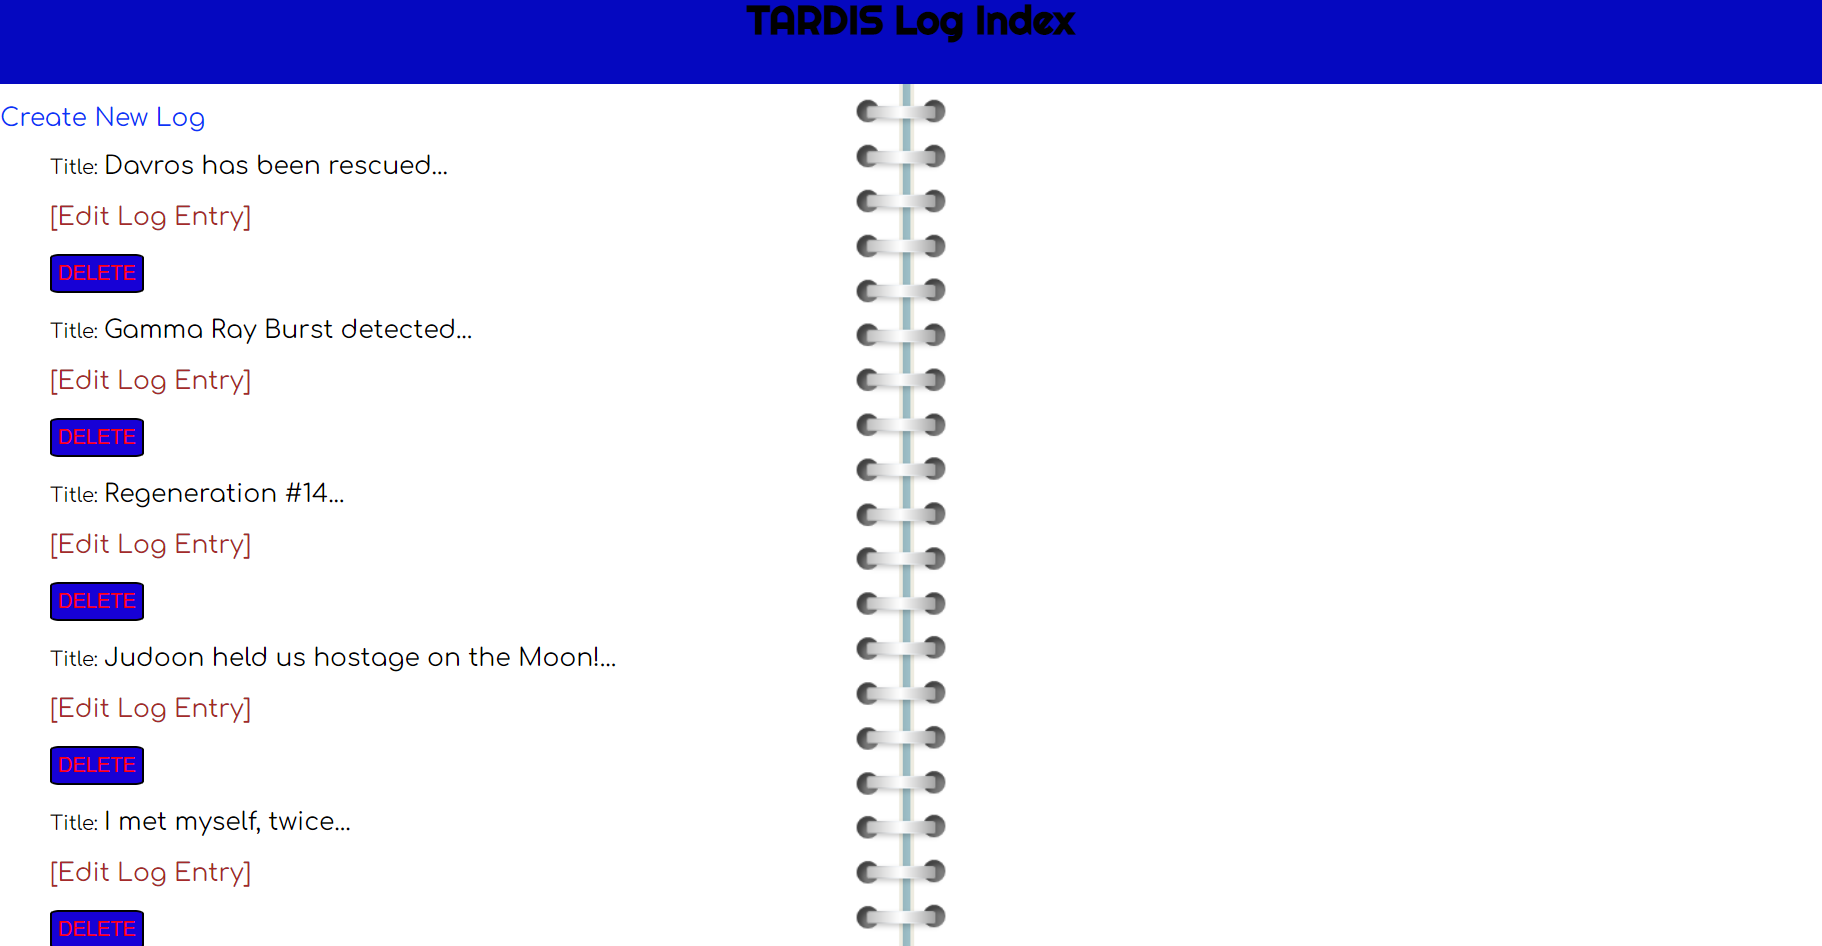 TARDIS Log Index
Create New Log
Title: Davros has been rescued...
[Edit Log Entry]
DELETE
Title: Gamma Ray Burst detected...
[Edit Log Entry]
DELETE
Title: Regeneration #14...
[Edit Log Entry]
DELETE
Title: Judoon held us hostage on the Moon!...
[Edit Log Entry]
DELETE
Title: I met myself, twice...
[Edit Log Entry]
DELETE